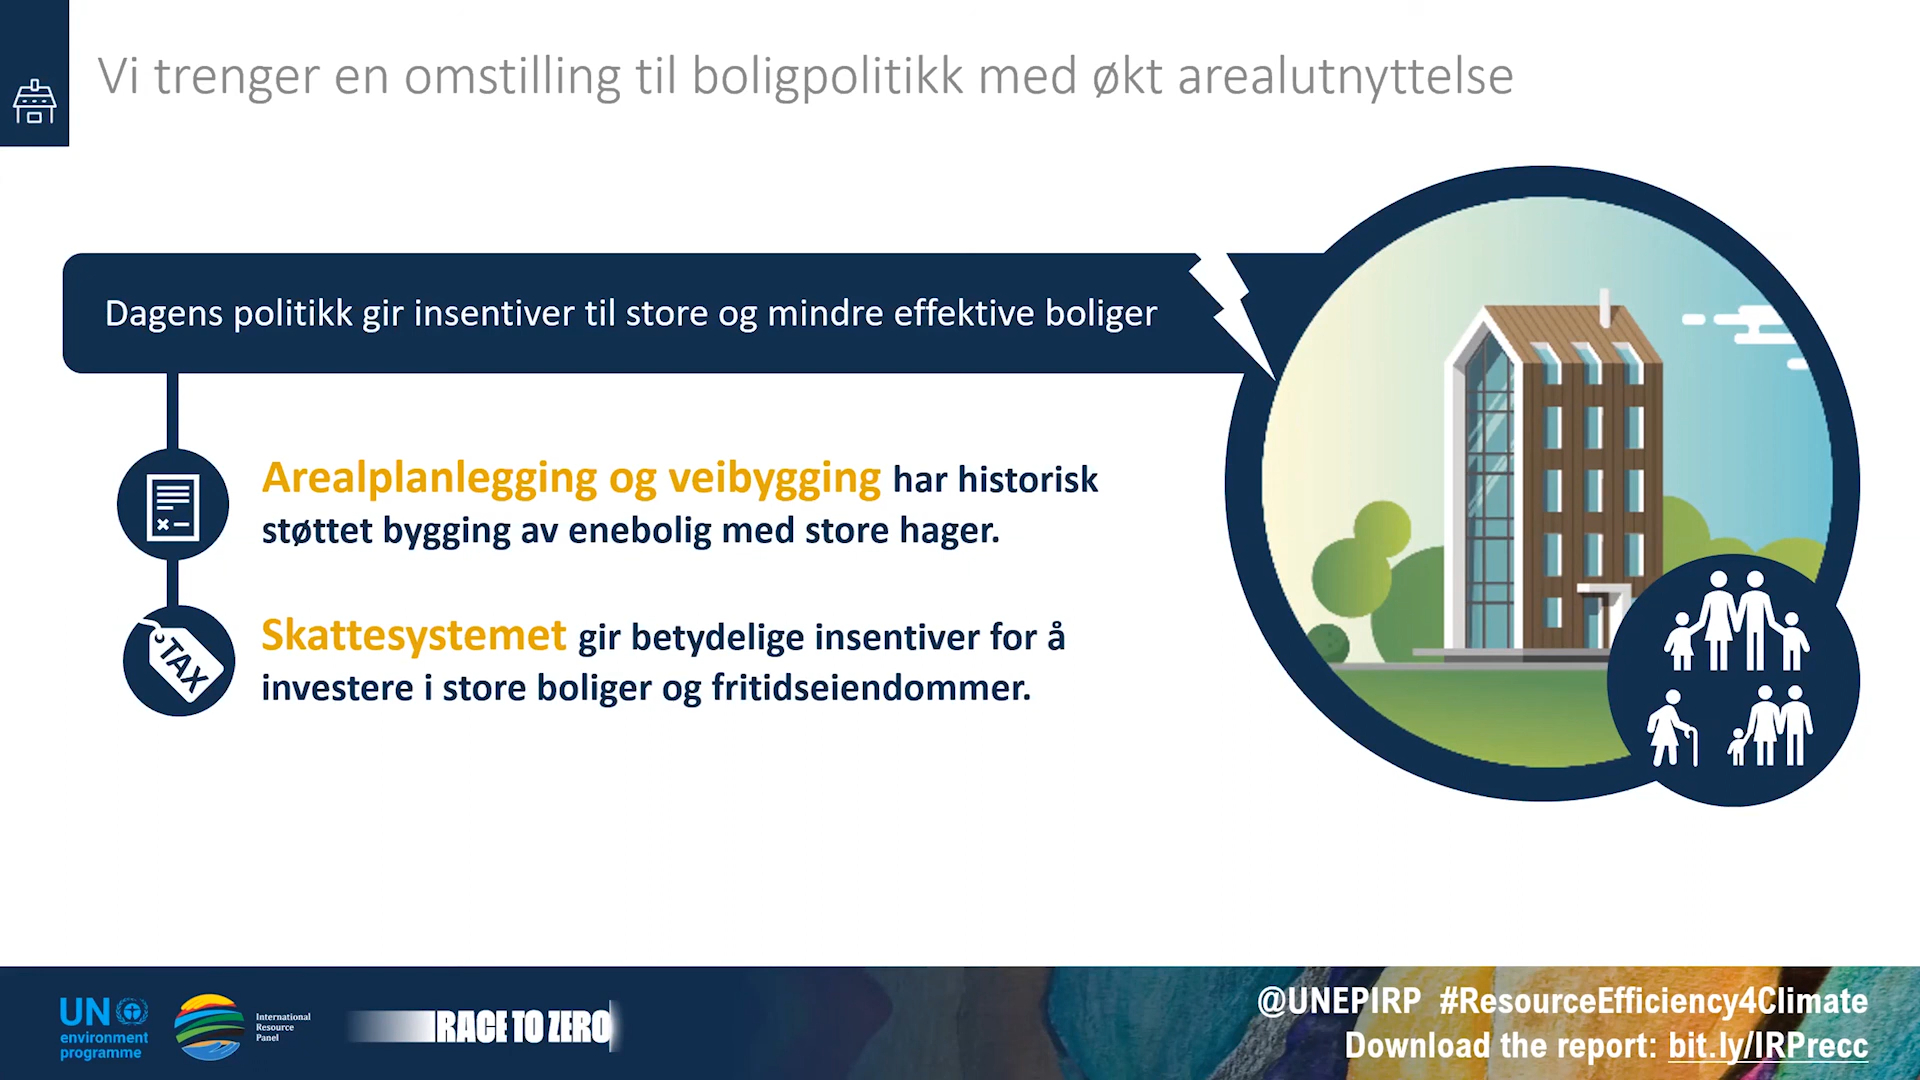 Vi trenger en omstilling til boligpolitikk med økt arealutnyttelse
Dagens politikk gir insentiver til store og mindre effektive boliger
Arealplanlegging og veibygging har historisk
støttet bygging av enebolig med store hager.
TAX
Skattesystemet gir betydelige insentiver for å
investere i store boliger og fritidseiendommer.
UN
environment
programme
International
Resource
Panel
RACE TO ZERO
@UNEPIRP #ResourceEfficiency4Climate
Download the report: bit.ly/IRPrecc